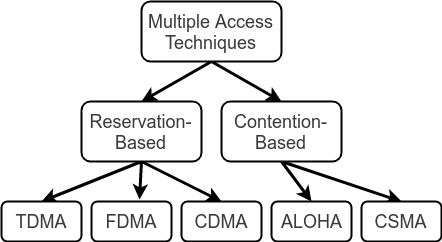 Multiple Access
Techniques
Reservation-
Based
Contention-
Based
TDMA
FDMA
CDMA
ALOHA
CSMA